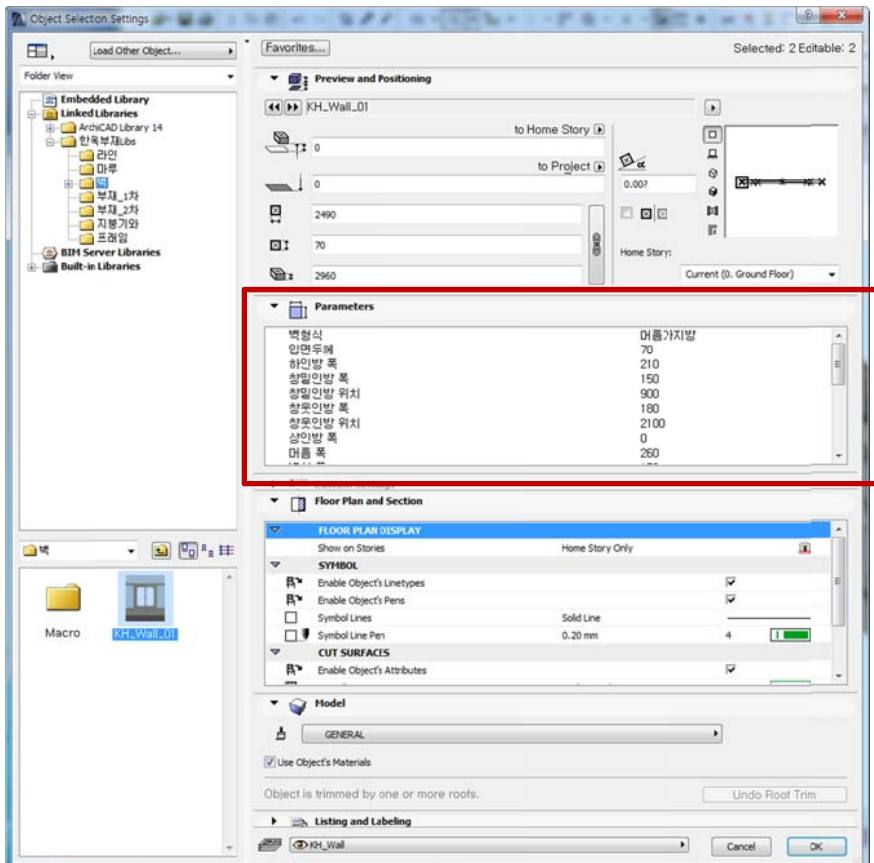 Object Selection Settings
Load Other Object...
Favorites...
Selected: 2 Editable: 2
Folder View
Embedded Library
Linked Libraries
ArchiCAD Library 14
한옥부재Libs
라인
마루
벽
부재_1차
부재_2차
지붕기와
프레임
BIM Server Libraries
Built-in Libraries
Preview and Positioning
KH_Wall_01
to Home Story
0
to Project
0
0.00?
2490
70
Home Story:
2960
Current (0. Ground Floor)
Parameters
벽형식 머름가지방
입면두께 70
하인방 폭 210
창밑인방 폭 150
창밑인방 위치 900
창웃인방 폭 180
창웃인방 위치 2100
상인방 폭 0
머름 폭 260
Floor Plan and Section
FLOOR PLAN DISPLAY
Show on Stories Home Story Only
SYMBOL
Enable Object's Linetypes
Enable Object's Pens
Symbol Lines Solid Line
Symbol Line Pen 0.20 mm 4
CUT SURFACES
Enable Object's Attributes
벽
Macro
KH_Wall_01
Model
GENERAL
Use Object's Materials
Object is trimmed by one or more roots.
Undo Roof Trim
Listing and Labeling
KH_Wall
Cancel
OK